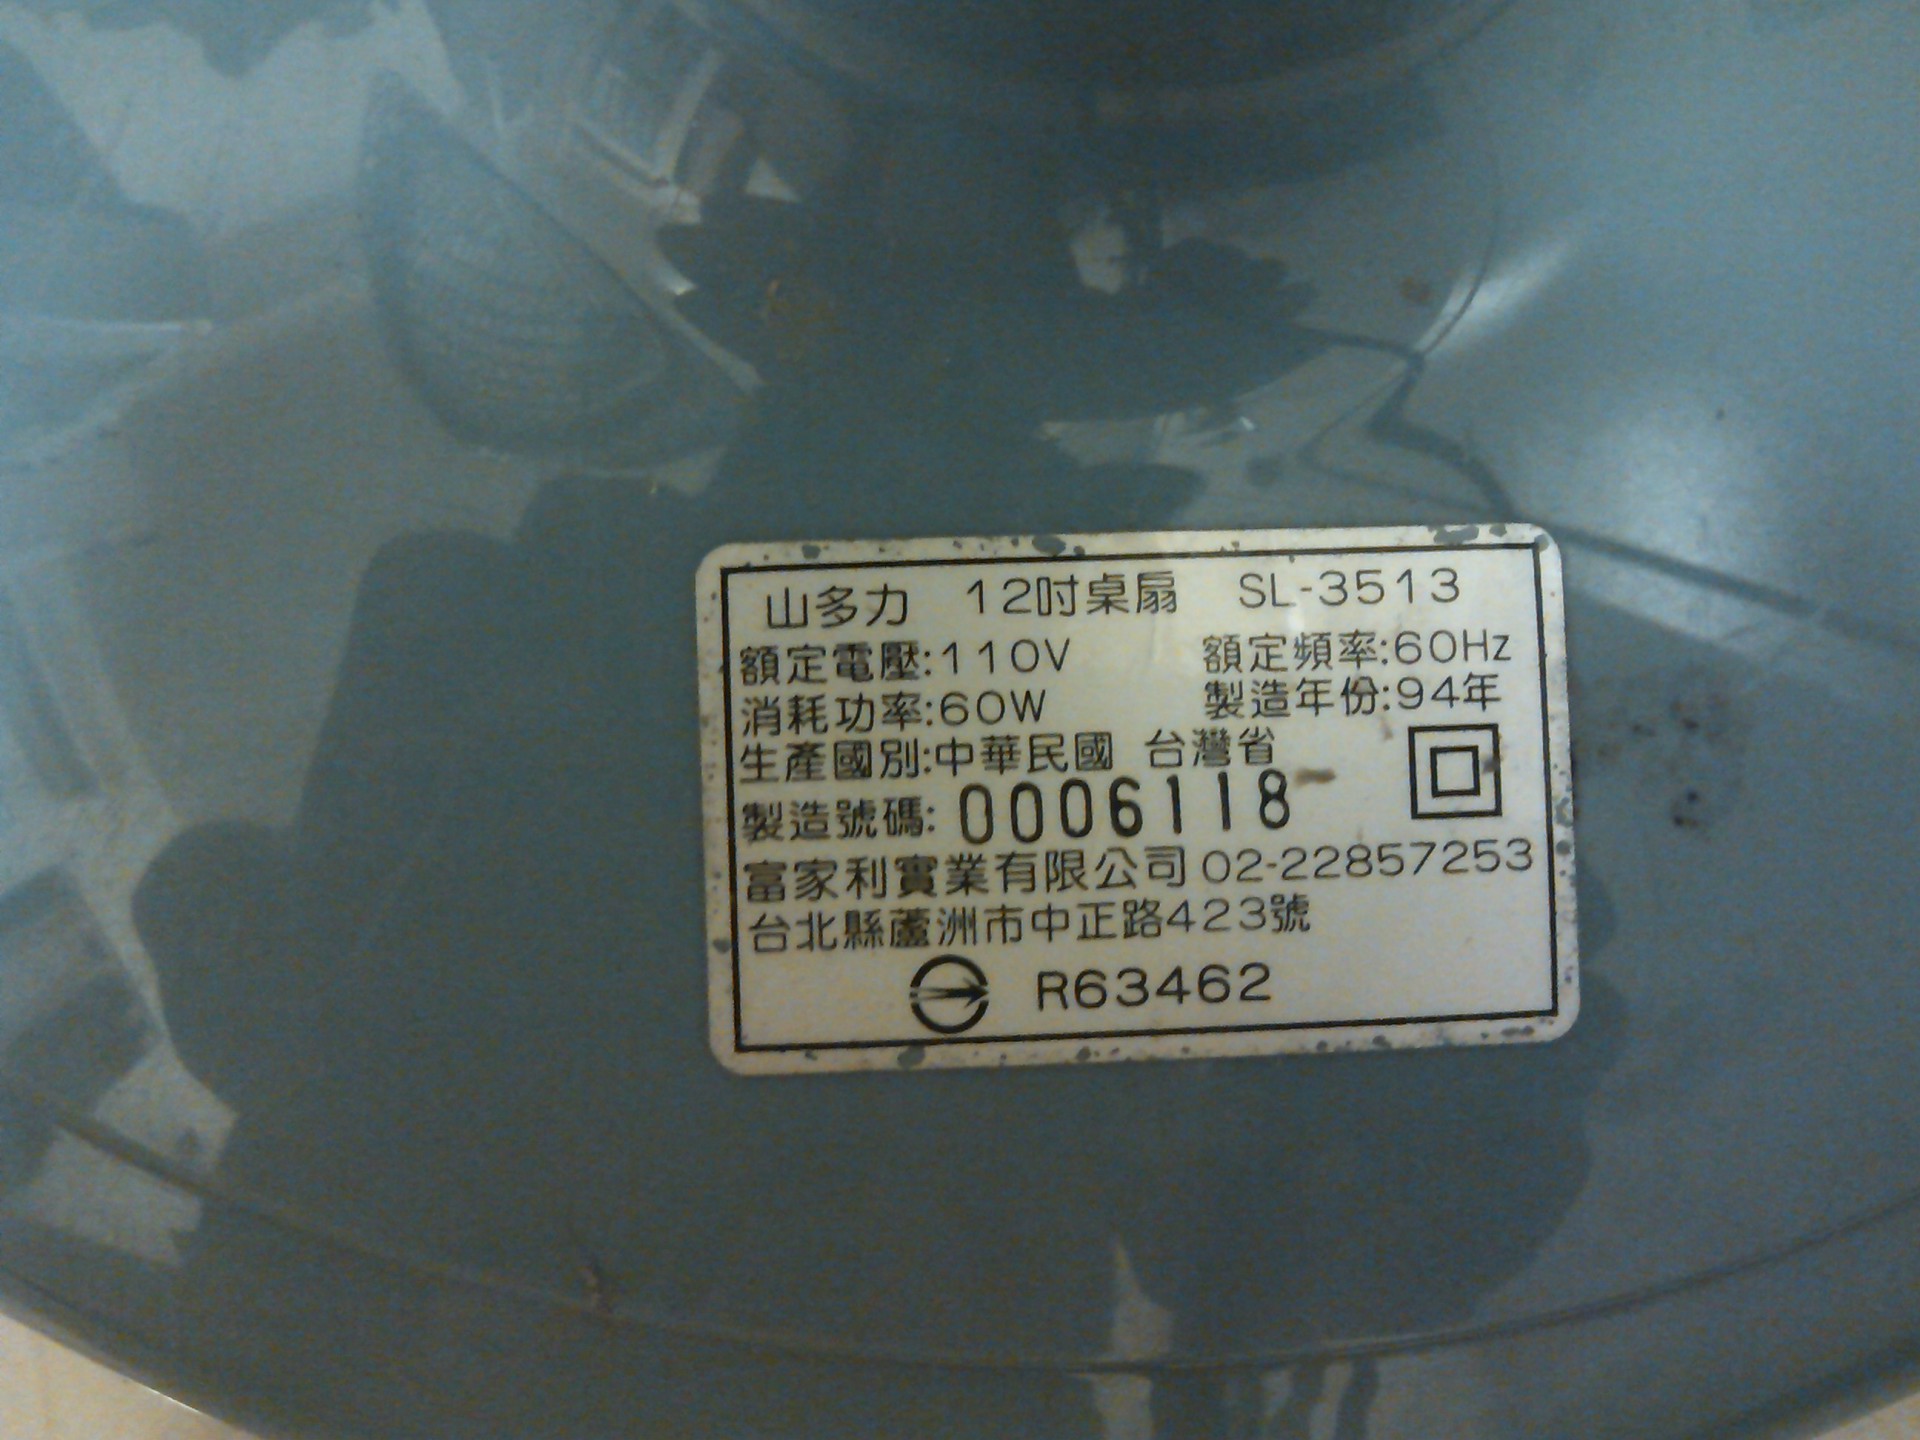 山多力 12吋桌扇 SL-3513
額定電壓:110V 額定頻率:60Hz
消耗功率:60W 製造年份:94年
生產國別:中華民國 台灣省
製造號碼: 0006118
富家利實業有限公司 02-22857253
台北縣蘆洲市中正路423號
R63462